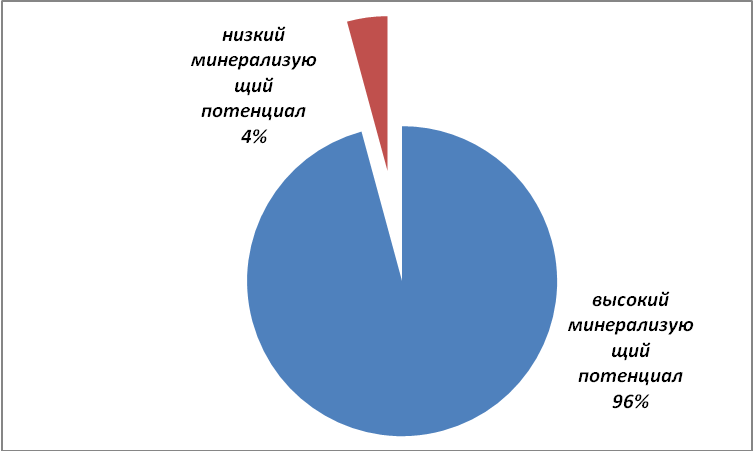 низкий
минерализую
щий
потенциал
4%
высокий
минерализую
щий
потенциал
96%